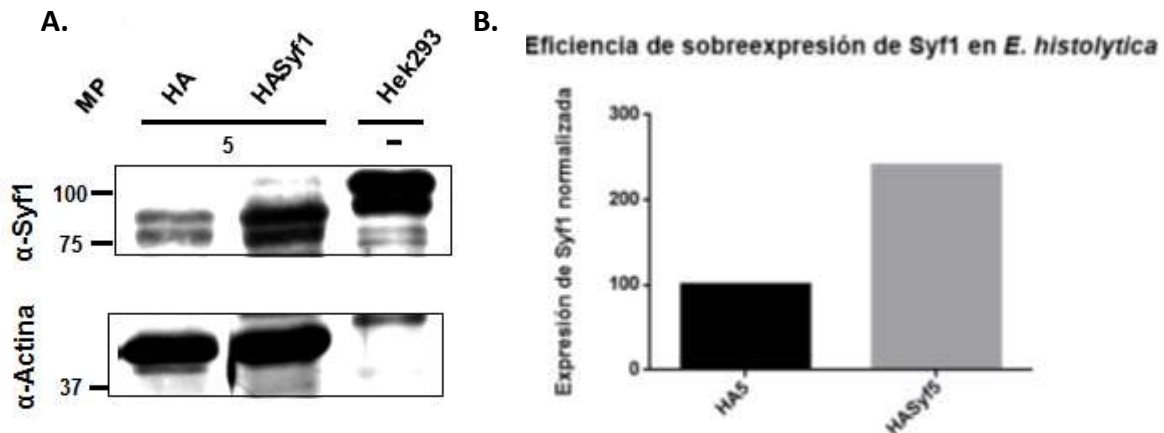 A.
MP
HA
HASyf1
Hek293
5
-
100
75
α-Syf1
37
α-Actina
B.
Eficiencia de sobreexpresión de Syf1 en E. histolytica
Expresión de Syf1 normalizada
300
200
100
0
HA5
HASyf5